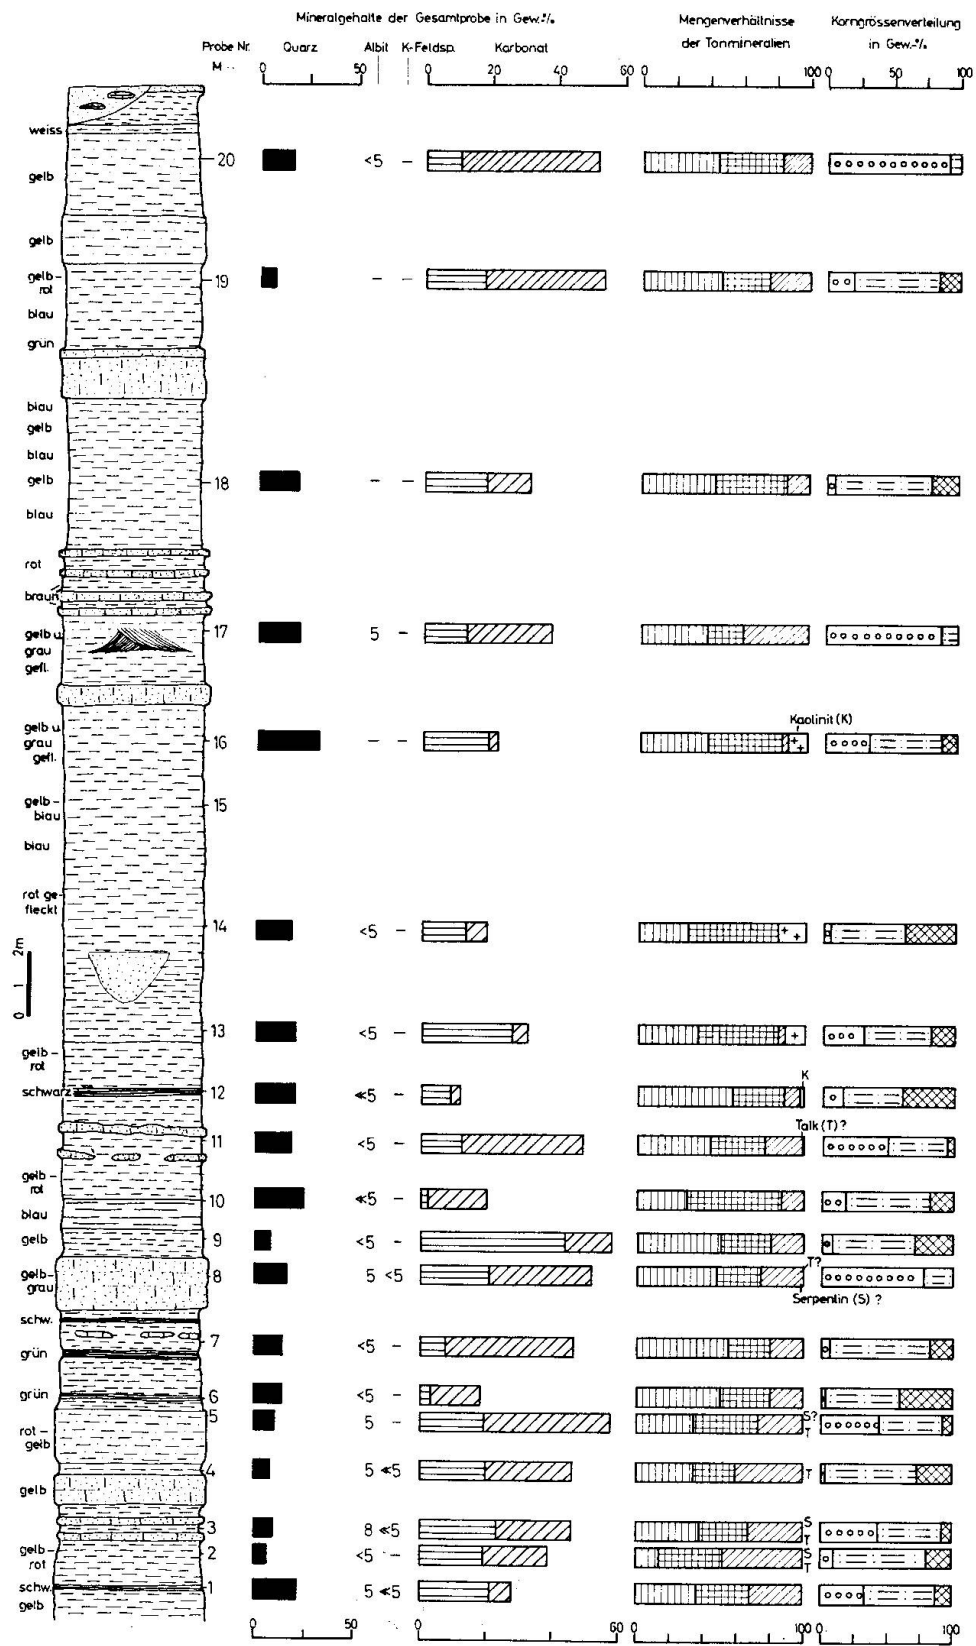 Mineralgehalte der Gesamtprobe in Gew.-%
Mengenverhältnisse der Tonmineralien
Korngrössenverteilung in Gew.-%
Probe Nr. M Quarz Albit K-Feldsp. Karbonat
0 50 0 20 40 60 0 100 0 50 100
weiss
20 <5 –
gelb
gelb
gelb-
rot
19 – –
blau
grün
blau
gelb
blau
gelb
18 – –
blau
rot
braun
gelb u.
grau
gefl.
17 5 –
gelb u.
grau
gefl.
16 – –
Kaolinit (K)
gelb-
blau
15
blau
rot ge-
fleckt
14 <5 –
0 1 2m
13 <5 –
gelb-
rot
schwarz
12 ≪5 –
K
11 <5 –
Talk (T) ?
gelb-
rot
10 ≪5 –
blau
gelb
9 <5 –
gelb-
grau
8 5 <5
T?
Serpentin (S) ?
schw.
7 <5 –
grün
grün
6 <5 –
5 5 –
S?
T
rot-
gelb
4 5 ≪5
T
gelb
3 8 ≪5
S
T
gelb-
rot
2 <5 –
S
T
schw.
1 5 ≪5
gelb
0 50 0 20 40 60 0 100 0 100